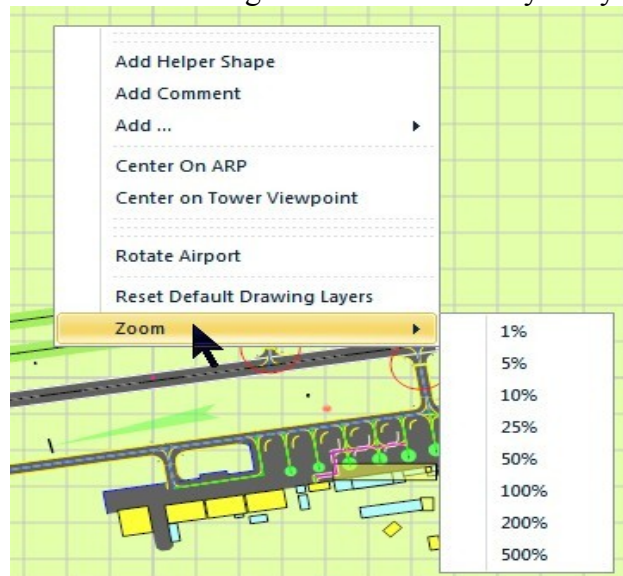 Add Helper Shape
Add Comment
Add ...
Center On ARP
Center on Tower Viewpoint
Rotate Airport
Reset Default Drawing Layers
Zoom
1%
5%
10%
25%
50%
100%
200%
500%